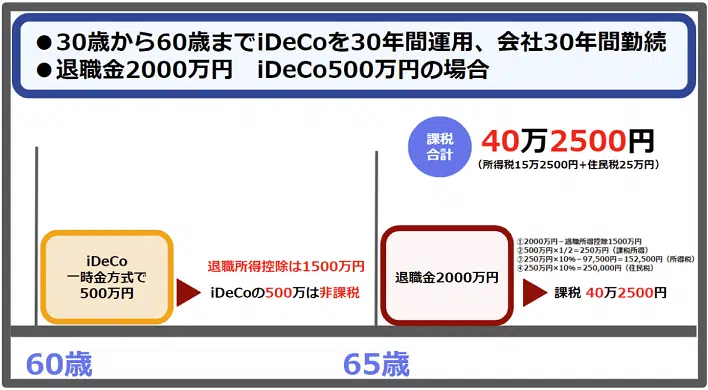 ●30歳から60歳までiDeCoを30年間運用、会社30年間勤続
●退職金2000万円　iDeCo500万円の場合
課税
合計
40万2500円
（所得税15万2500円＋住民税25万円）
iDeCo
一時金方式で
500万円
退職所得控除は1500万円
iDeCoの500万は非課税
退職金2000万円
①2000万円－退職所得控除1500万円
②500万円×1/2＝250万円（課税所得）
③250万円×10%－97,500円＝152,500円（所得税）
④250万円×10%＝250,000円（住民税）
課税 40万2500円
60歳
65歳